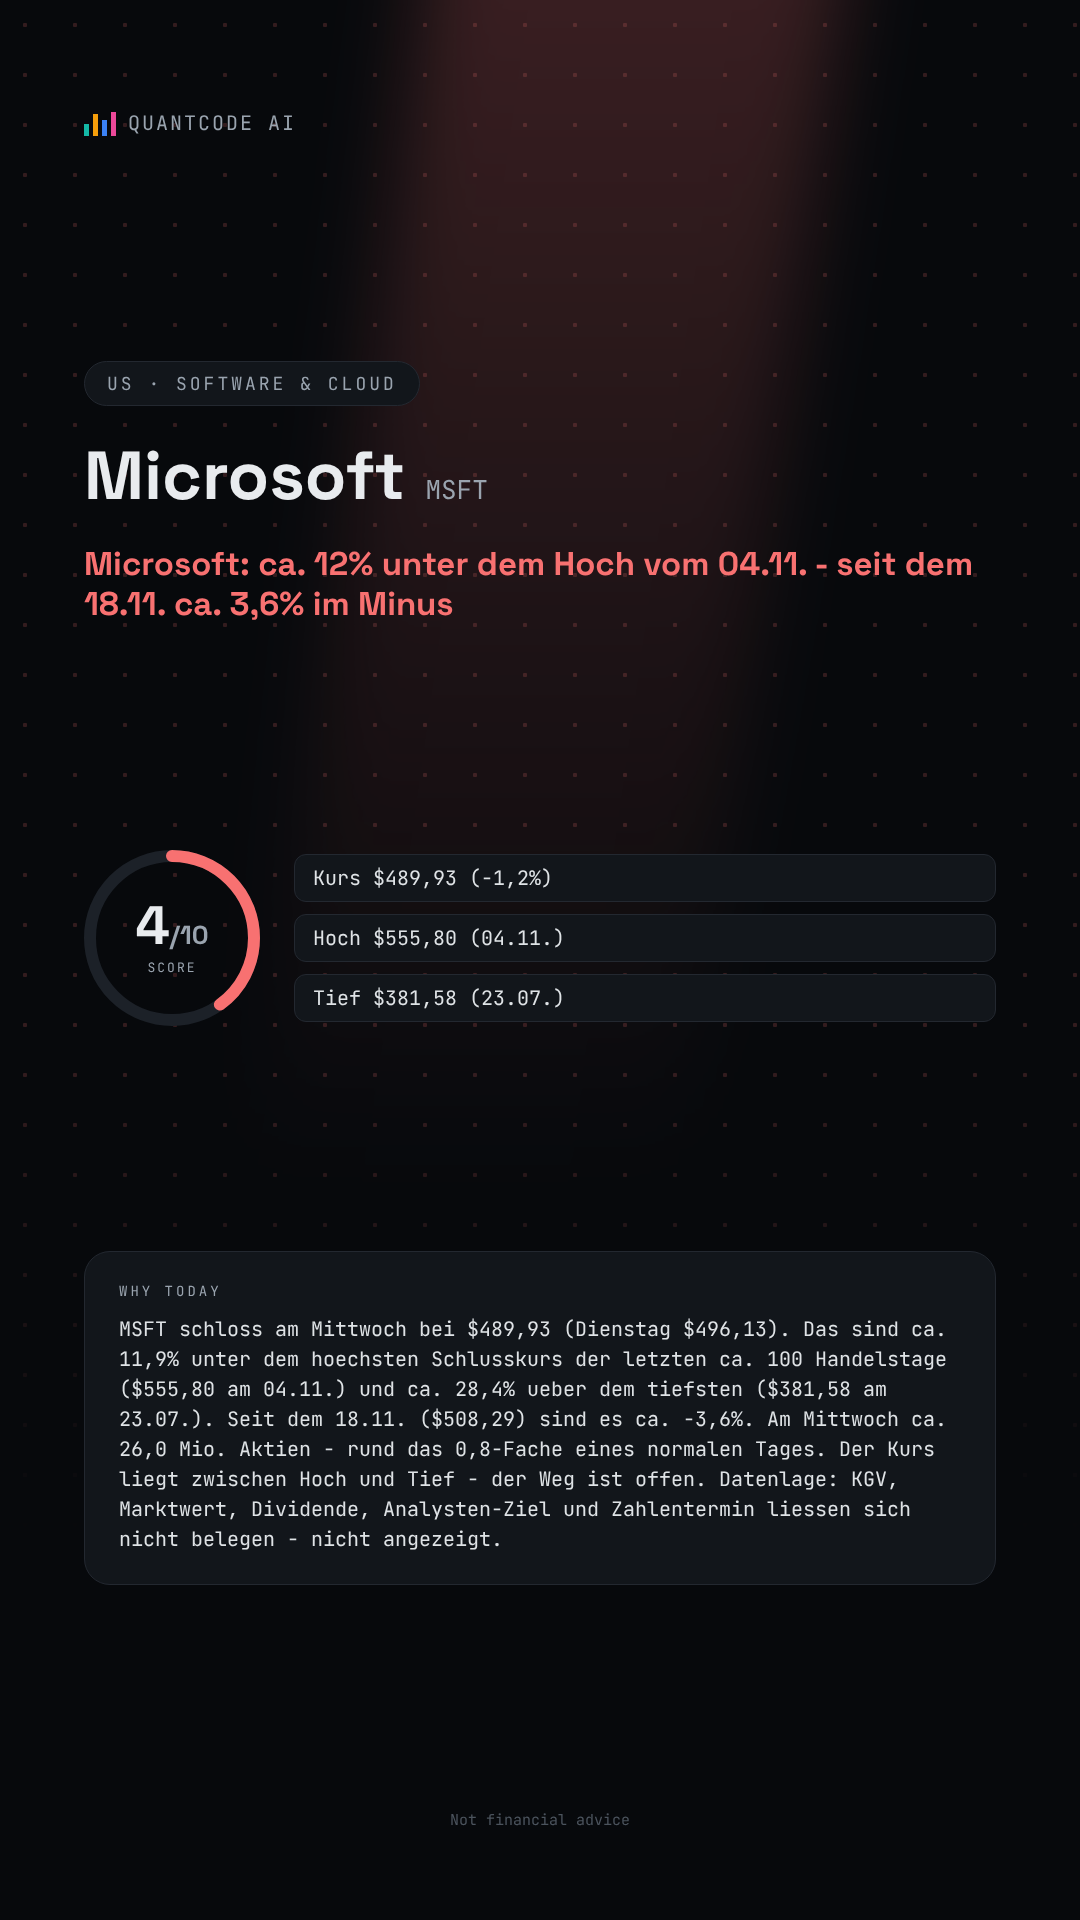 QUANTCODE AI
US · SOFTWARE & CLOUD
Microsoft MSFT
Microsoft: ca. 12% unter dem Hoch vom 04.11. - seit dem
18.11. ca. 3,6% im Minus
4/10
SCORE
Kurs $489,93 (-1,2%)
Hoch $555,80 (04.11.)
Tief $381,58 (23.07.)
WHY TODAY
MSFT schloss am Mittwoch bei $489,93 (Dienstag $496,13). Das sind ca.
11,9% unter dem hoechsten Schlusskurs der letzten ca. 100 Handelstage
($555,80 am 04.11.) und ca. 28,4% ueber dem tiefsten ($381,58 am
23.07.). Seit dem 18.11. ($508,29) sind es ca. -3,6%. Am Mittwoch ca.
26,0 Mio. Aktien - rund das 0,8-Fache eines normalen Tages. Der Kurs
liegt zwischen Hoch und Tief - der Weg ist offen. Datenlage: KGV,
Marktwert, Dividende, Analysten-Ziel und Zahlentermin liessen sich
nicht belegen - nicht angezeigt.
Not financial advice